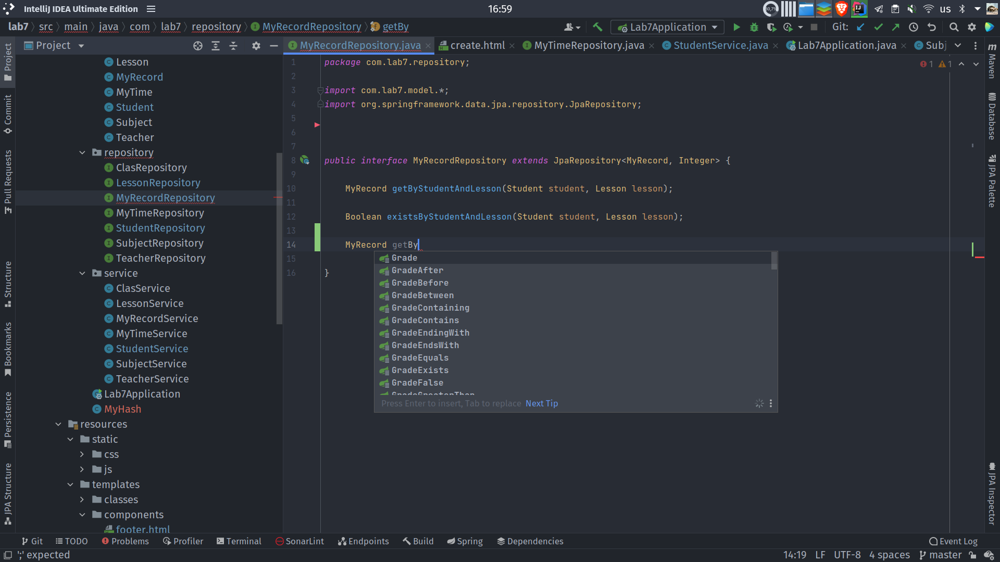 IntelliJ IDEA Ultimate Edition
16:59
30,7%
us
lab7 src main java com lab7 repository MyRecordRepository getBy
Lab7Application
Git:
Project
MyRecordRepository.java
create.html
MyTimeRepository.java
StudentService.java
Lab7Application.java
Subj
Project
Commit
Pull Requests
Structure
Bookmarks
Persistence
JPA Structure
Lesson
MyRecord
MyTime
Student
Subject
Teacher
repository
ClasRepository
LessonRepository
MyRecordRepository
MyTimeRepository
StudentRepository
SubjectRepository
TeacherRepository
service
ClasService
LessonService
MyRecordService
MyTimeService
StudentService
SubjectService
TeacherService
Lab7Application
MyHash
resources
static
css
js
templates
classes
components
footer.html
1 package com.lab7.repository;
2
3 import com.lab7.model.*;
4 import org.springframework.data.jpa.repository.JpaRepository;
5
6
7
8 public interface MyRecordRepository extends JpaRepository<MyRecord, Integer> {
9
10 MyRecord getByStudentAndLesson(Student student, Lesson lesson);
11
12 Boolean existsByStudentAndLesson(Student student, Lesson lesson);
13
14 MyRecord getBy
15
16 }
1 1
Grade
GradeAfter
GradeBefore
GradeBetween
GradeContaining
GradeContains
GradeEndingWith
GradeEndsWith
GradeEquals
GradeExists
GradeFalse
GradeGreaterThan
Press Enter to insert, Tab to replace Next Tip
Maven
Database
JPA Palette
JPA Inspector
Git TODO Problems Profiler Terminal SonarLint Endpoints Build Spring Dependencies Event Log
';' expected 14:19 LF UTF-8 4 spaces master